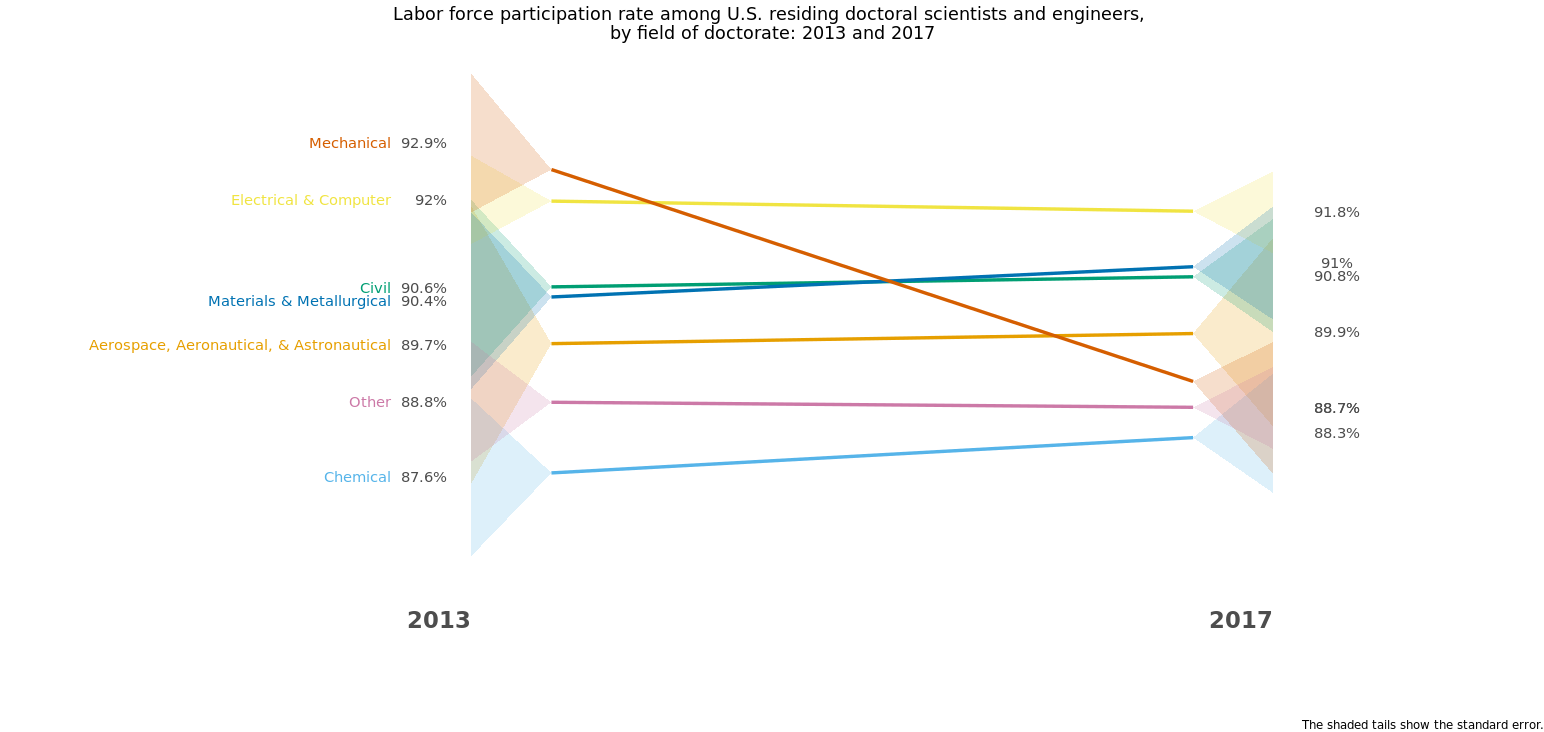 Labor force participation rate among U.S. residing doctoral scientists and engineers,
by field of doctorate: 2013 and 2017
Mechanical 92.9%
Electrical & Computer 92%
91.8%
91%
90.8%
Civil 90.6%
Materials & Metallurgical 90.4%
89.9%
Aerospace, Aeronautical, & Astronautical 89.7%
Other 88.8%
88.7%
88.3%
Chemical 87.6%
2013 2017
The shaded tails show the standard error.